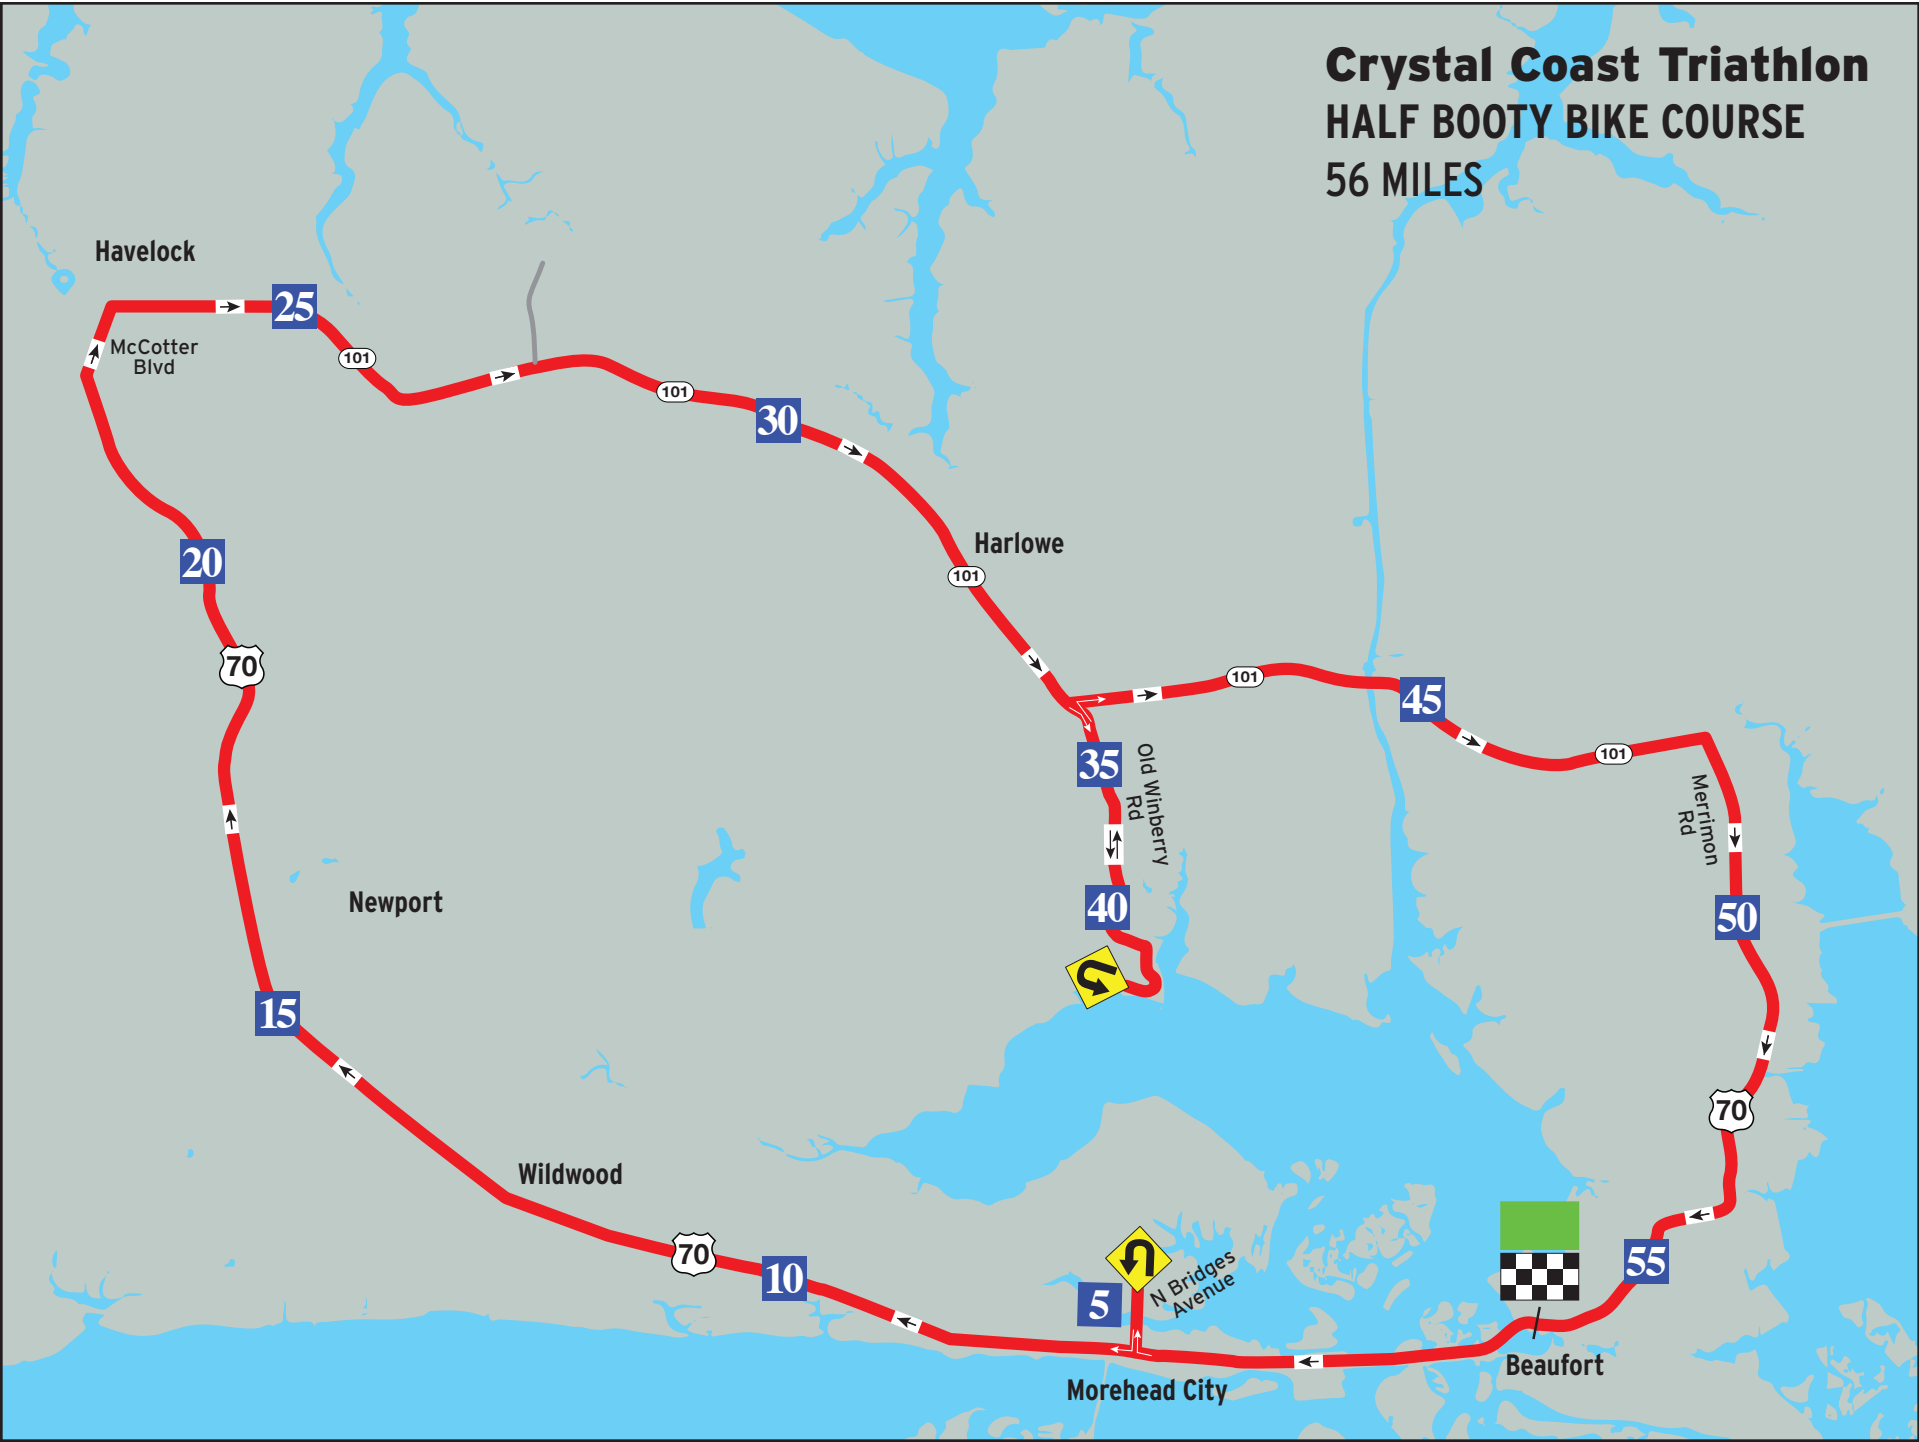 Crystal Coast Triathlon
HALF BOOTY BIKE COURSE
56 MILES
Havelock
25
McCotter
Blvd
101
101
30
Harlowe
101
20
70
101
45
35
Old Winberry
Rd
101
Merrimon
Rd
Newport
40
50
15
70
Wildwood
70
10
5
N Bridges
Avenue
55
Beaufort
Morehead City